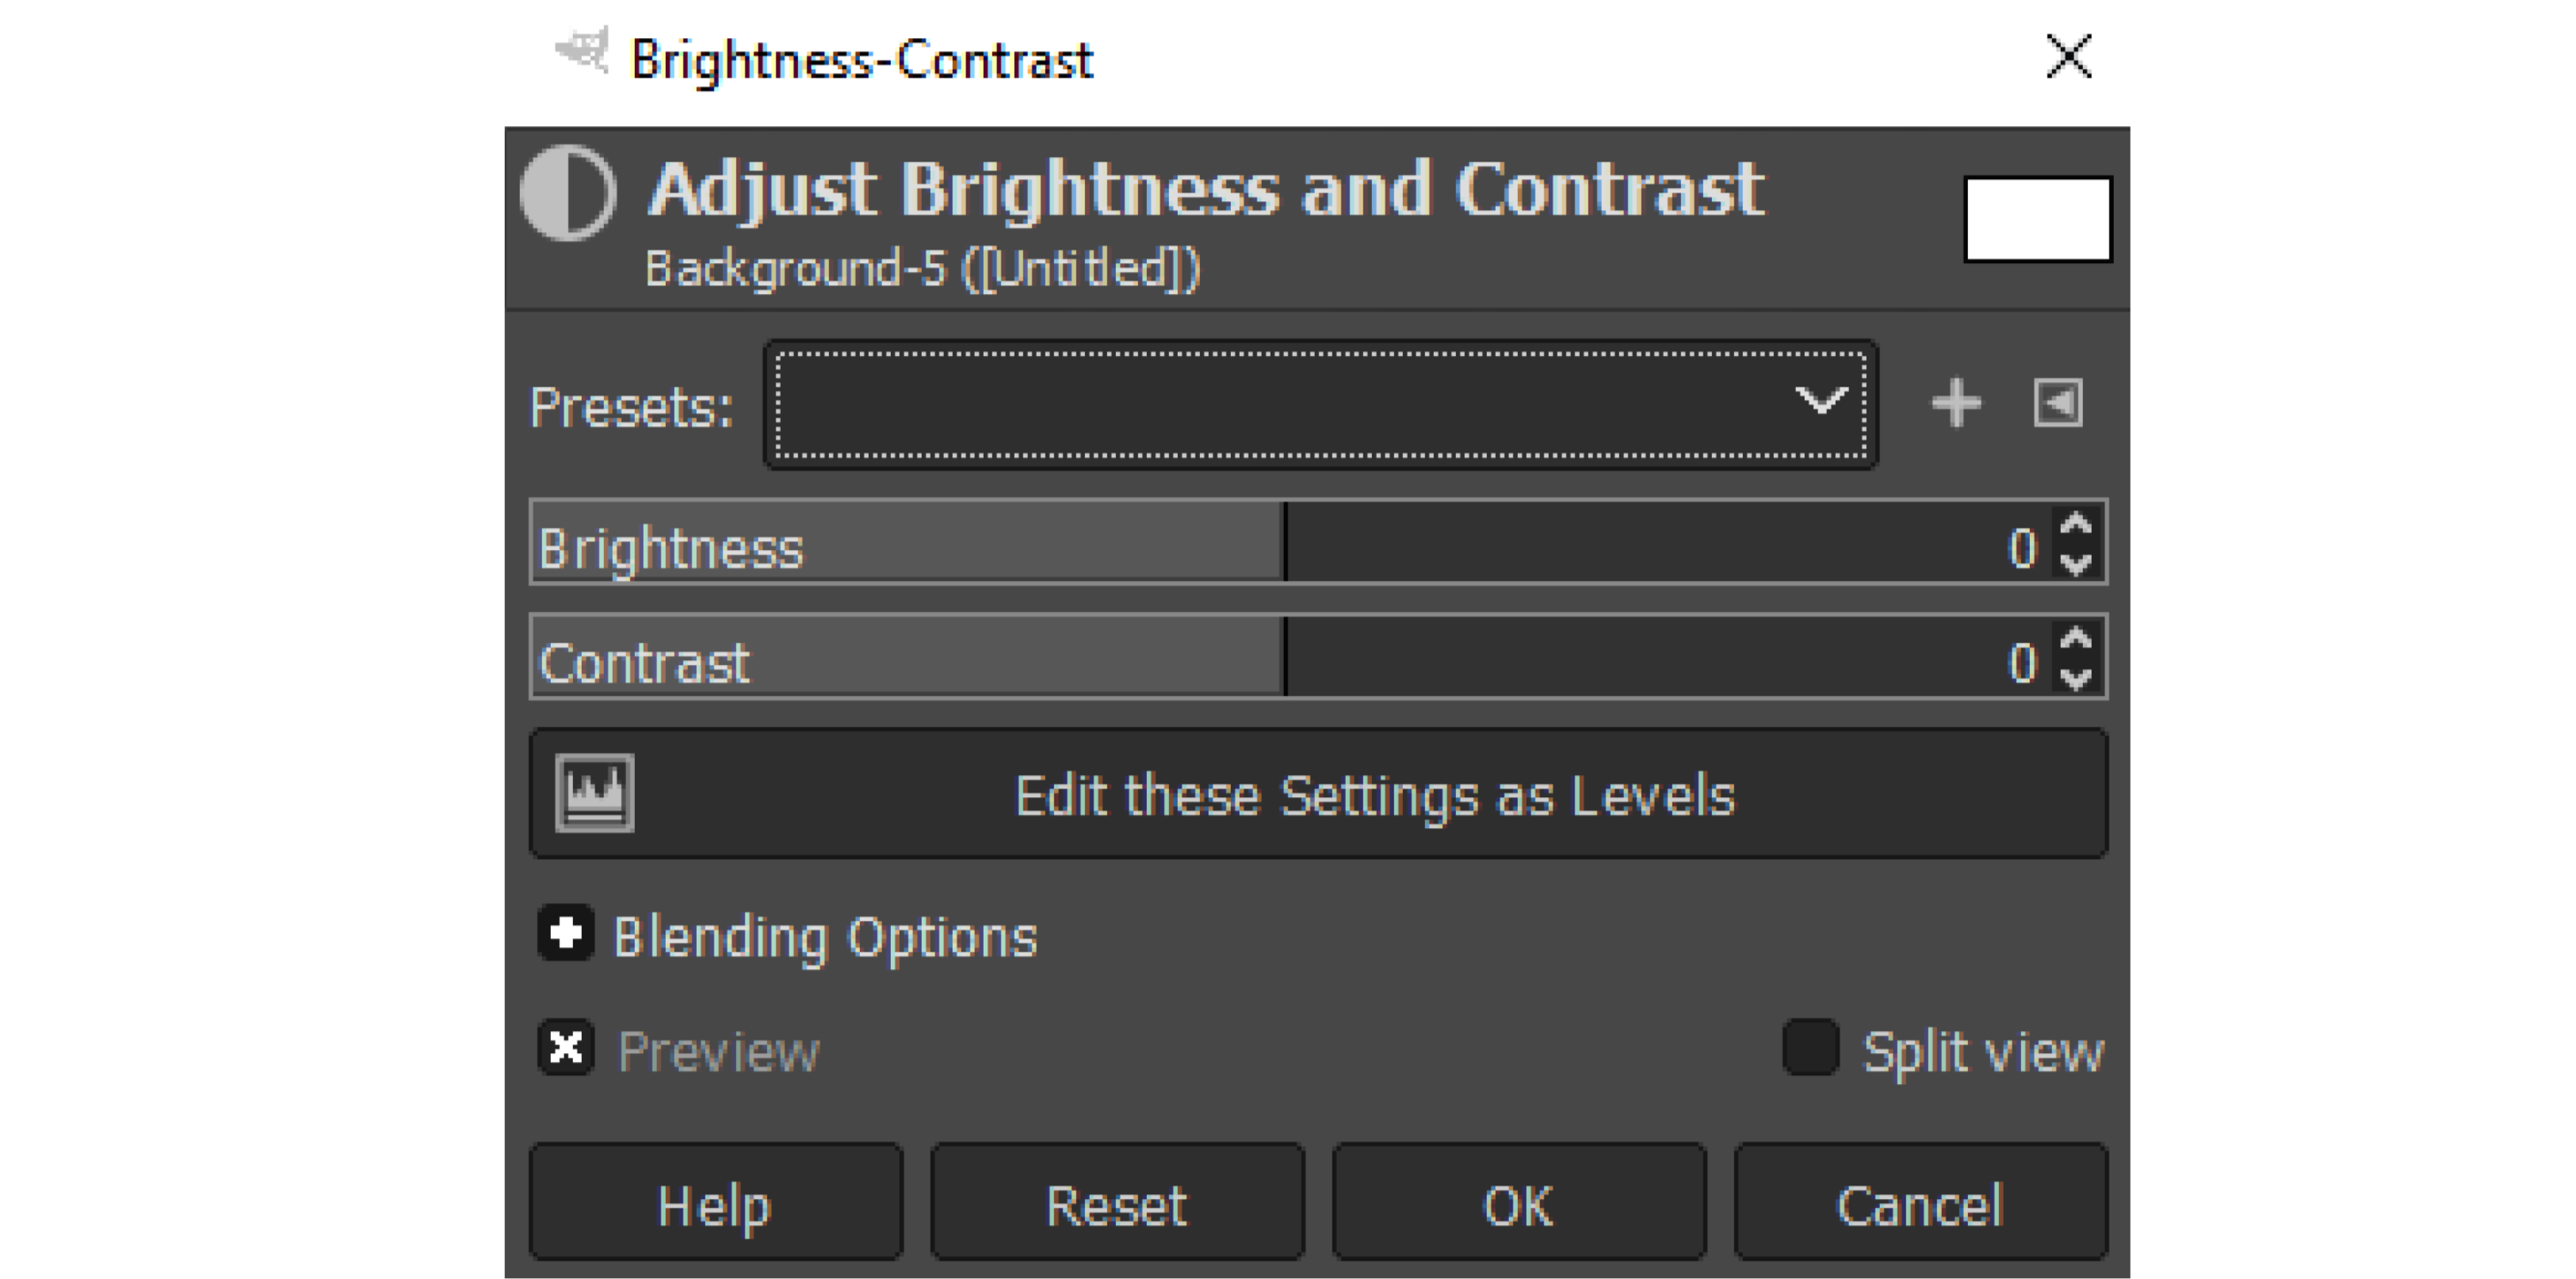 Brightness-Contrast
Adjust Brightness and Contrast
Background-5 ([Untitled])
Presets:
Brightness 0
Contrast 0
Edit these Settings as Levels
Blending Options
Preview Split view
Help Reset OK Cancel